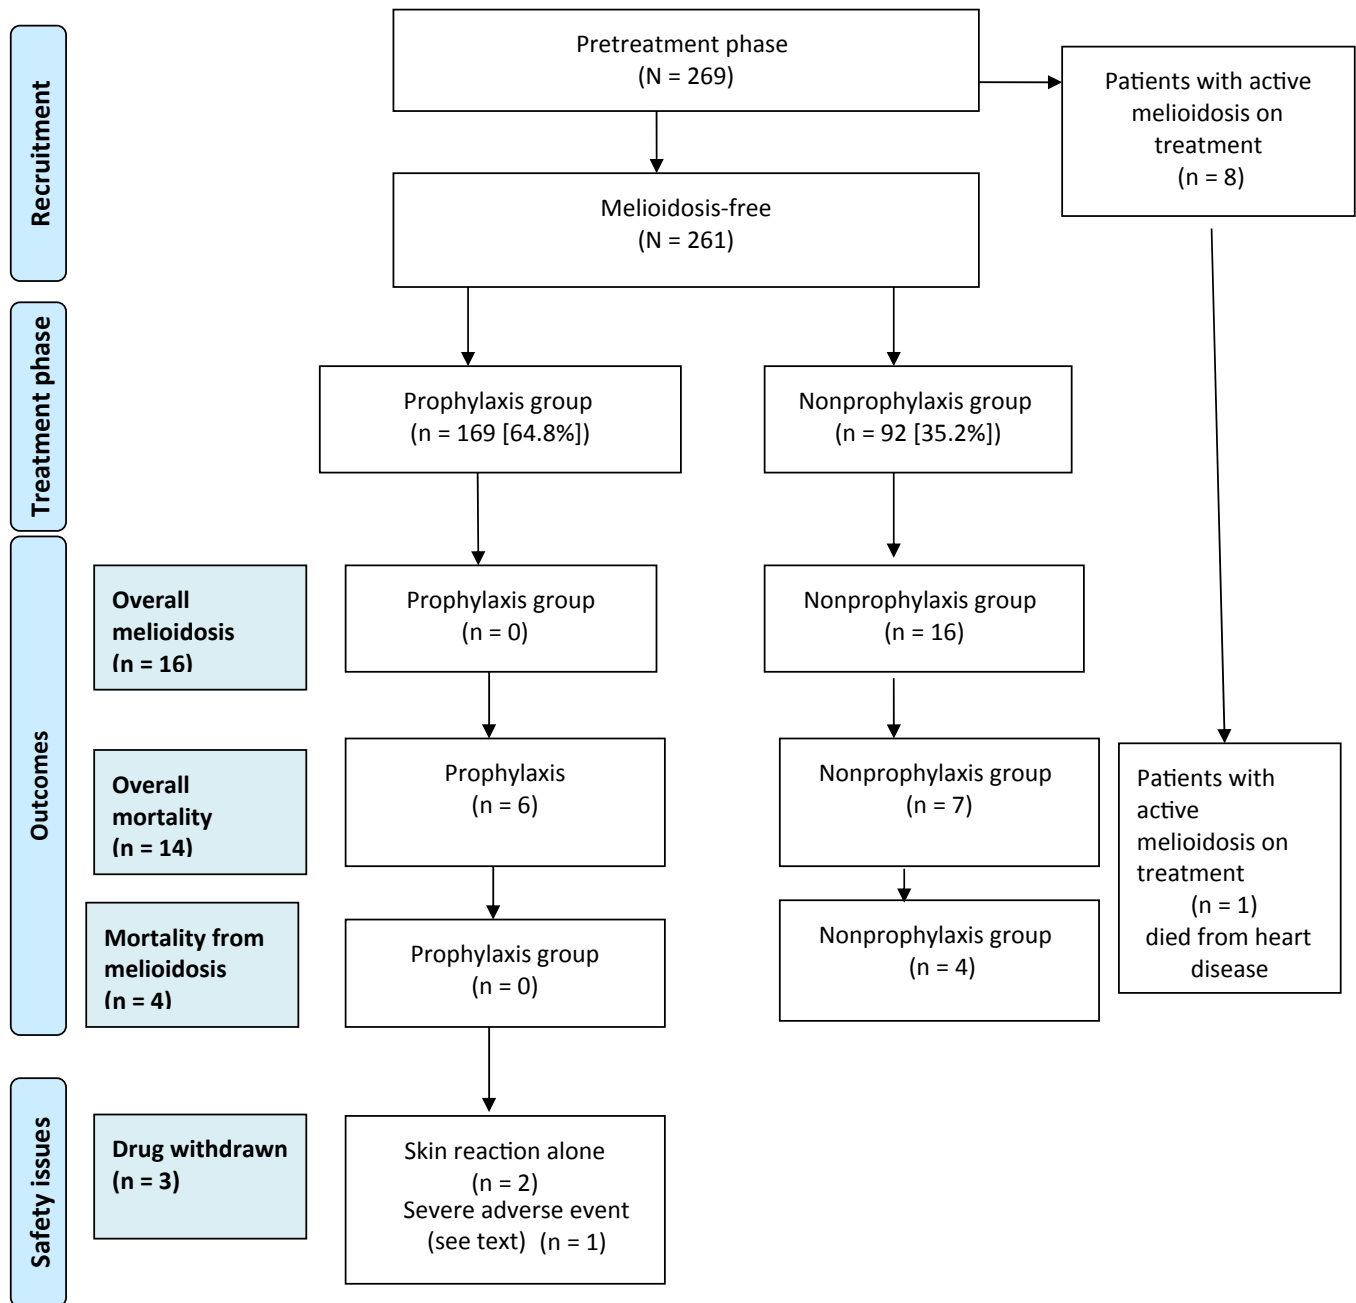 Recruitment
Pretreatment phase
(N = 269)
Patients with active
melioidosis on
treatment
(n = 8)
Melioidosis-free
(N = 261)
Treatment phase
Prophylaxis group
(n = 169 [64.8%])
Nonprophylaxis group
(n = 92 [35.2%])
Outcomes
Overall
melioidosis
(n = 16)
Prophylaxis group
(n = 0)
Nonprophylaxis group
(n = 16)
Overall
mortality
(n = 14)
Prophylaxis
(n = 6)
Nonprophylaxis group
(n = 7)
Patients with
active
melioidosis on
treatment
(n = 1)
died from heart
disease
Mortality from
melioidosis
(n = 4)
Prophylaxis group
(n = 0)
Nonprophylaxis group
(n = 4)
Safety issues
Drug withdrawn
(n = 3)
Skin reaction alone
(n = 2)
Severe adverse event
(see text) (n = 1)